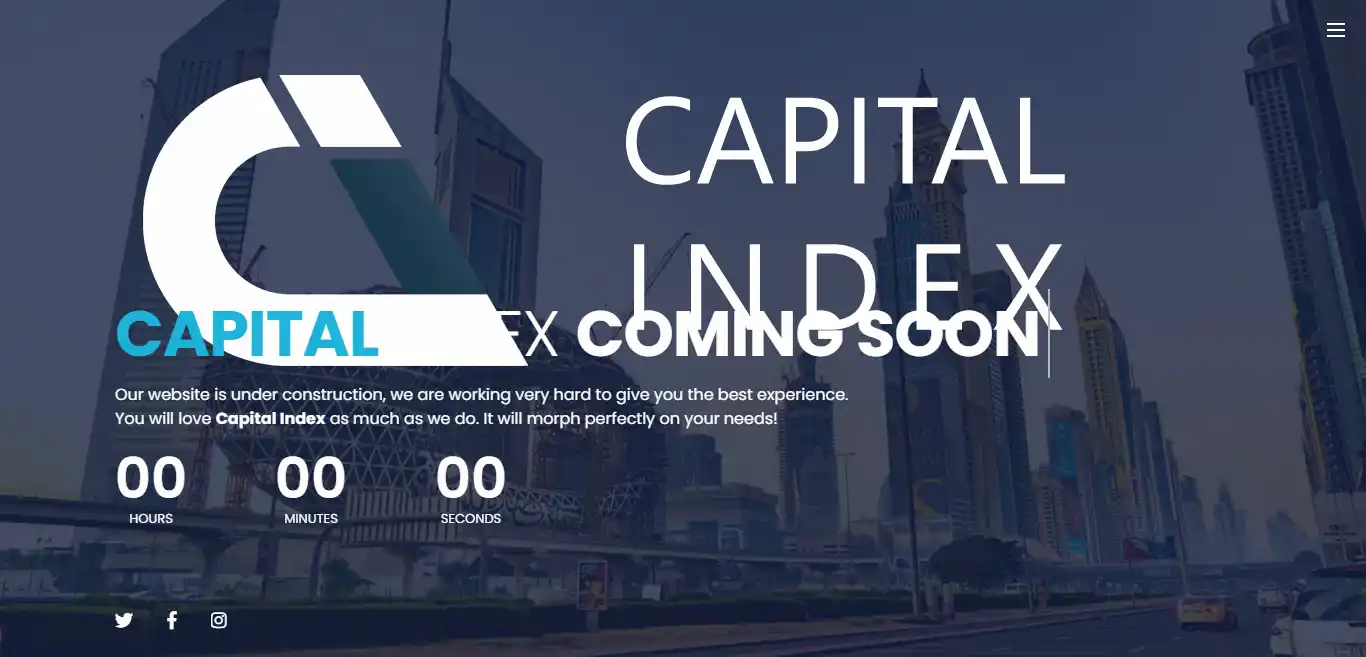 CAPITAL
INDEX
CAPITAL EX COMING SOON
Our website is under construction, we are working very hard to give you the best experience.
You will love Capital Index as much as we do. It will morph perfectly on your needs!
00 00 00
HOURS MINUTES SECONDS